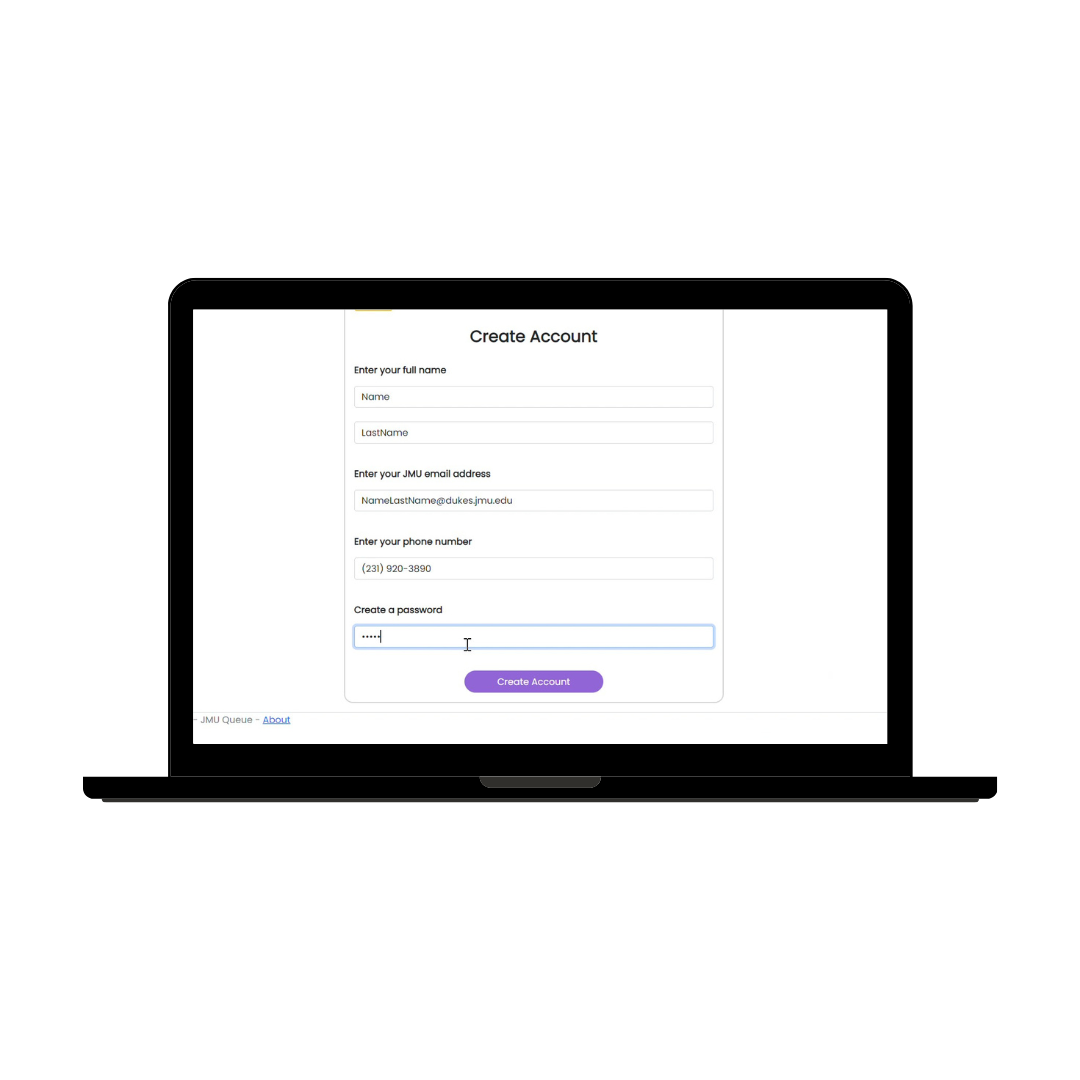 Create Account
Enter your full name
Name
LastName
Enter your JMU email address
NameLastName@dukes.jmu.edu
Enter your phone number
(231) 920-3890
Create a password
•••••
Create Account
- JMU Queue - About